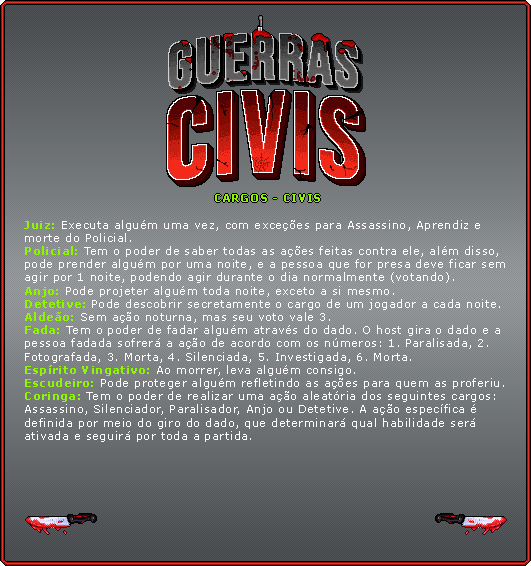 GUERRAS
CIVIS
CARGOS - CIVIS
Juiz: Executa alguém uma vez, com exceções para Assassino, Aprendiz e
morte do Policial.
Policial: Tem o poder de saber todas as ações feitas contra ele, além disso,
pode prender alguém por uma noite, e a pessoa que for presa deve ficar sem
agir por 1 noite, podendo agir durante o dia normalmente (votando).
Anjo: Pode projeter alguém toda noite, exceto a si mesmo.
Detetive: Pode descobrir secretamente o cargo de um jogador a cada noite.
Aldeão: Sem ação noturna, mas seu voto vale 3.
Fada: Tem o poder de fadar alguém através do dado. O host gira o dado e a
pessoa fadada sofrerá a ação de acordo com os números: 1. Paralisada, 2.
Fotografada, 3. Morta, 4. Silenciada, 5. Investigada, 6. Morta.
Espírito Vingativo: Ao morrer, leva alguém consigo.
Escudeiro: Pode proteger alguém refletindo as ações para quem as proferiu.
Coringa: Tem o poder de realizar uma ação aleatória dos seguintes cargos:
Assassino, Silenciador, Paralisador, Anjo ou Detetive. A ação específica é
definida por meio do giro do dado, que determinará qual habilidade será
ativada e seguirá por toda a partida.